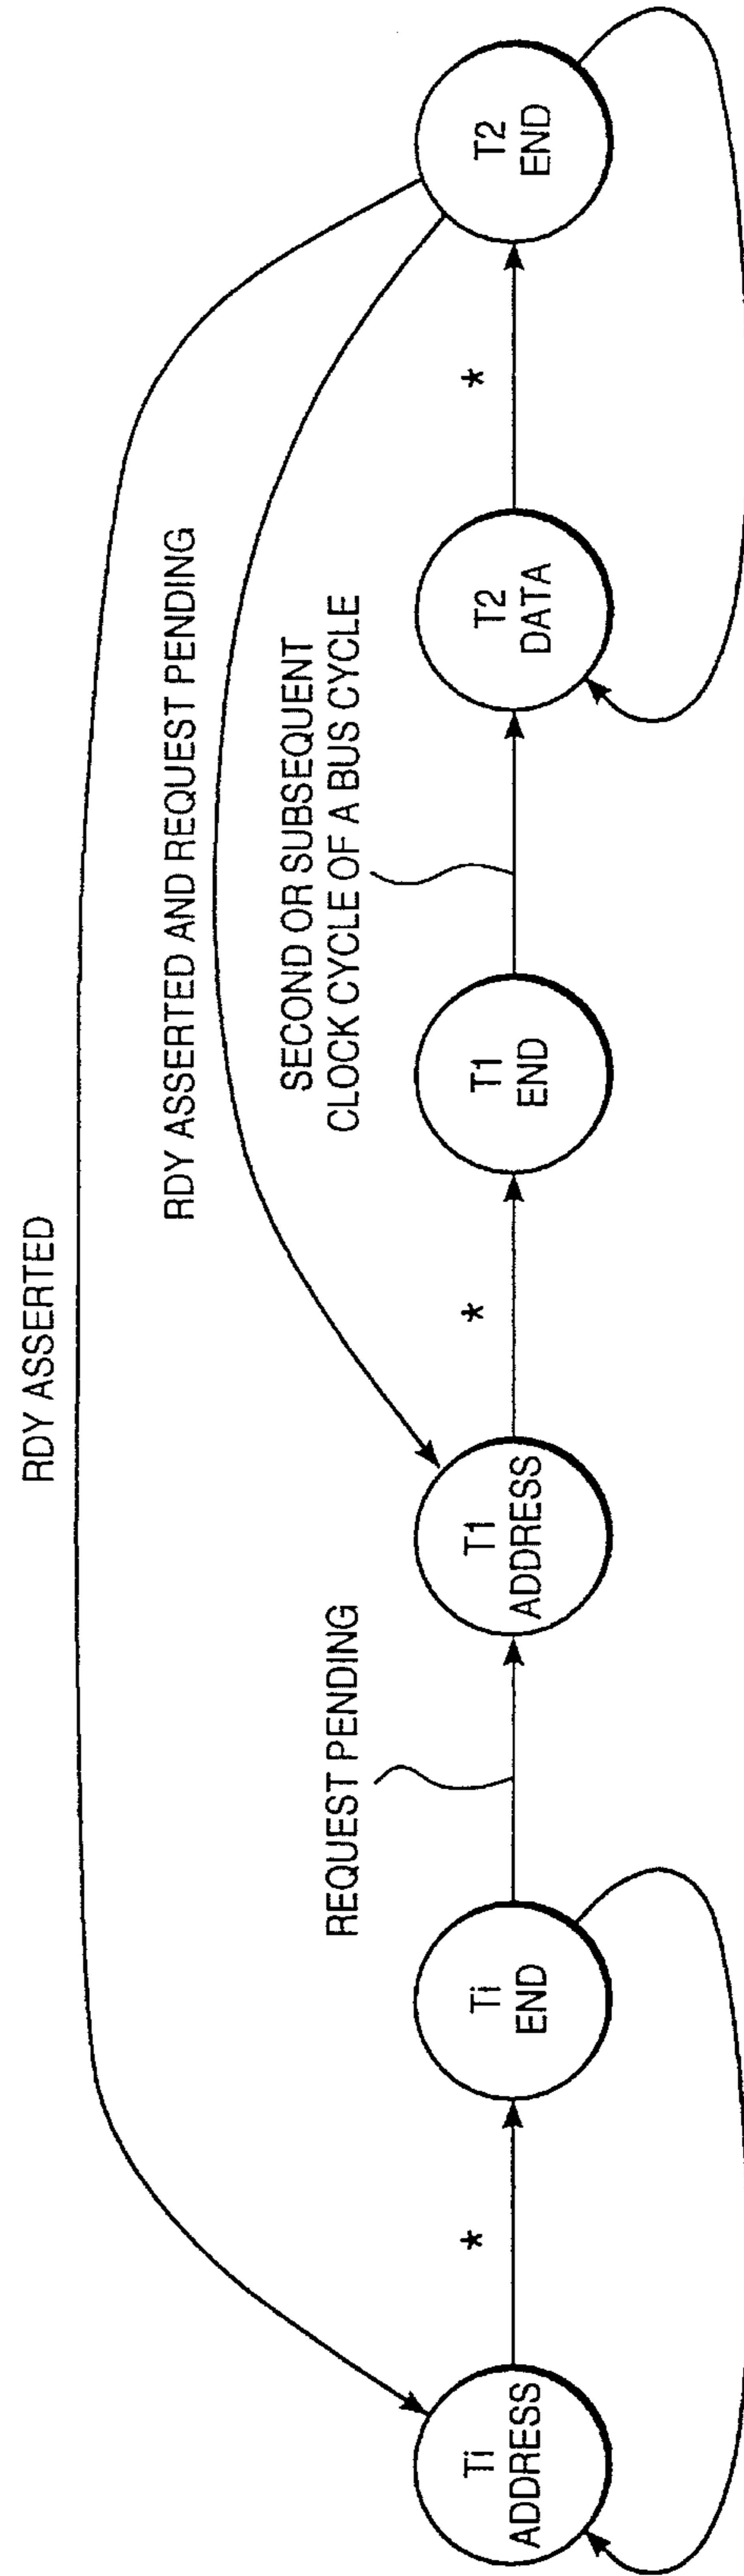 RDY ASSERTED
RDY ASSERTED AND REQUEST PENDING
SECOND OR SUBSEQUENT
CLOCK CYCLE OF A BUS CYCLE
REQUEST PENDING
*
*
*
Ti
ADDRESS
Ti
END
T1
ADDRESS
T1
END
T2
DATA
T2
END